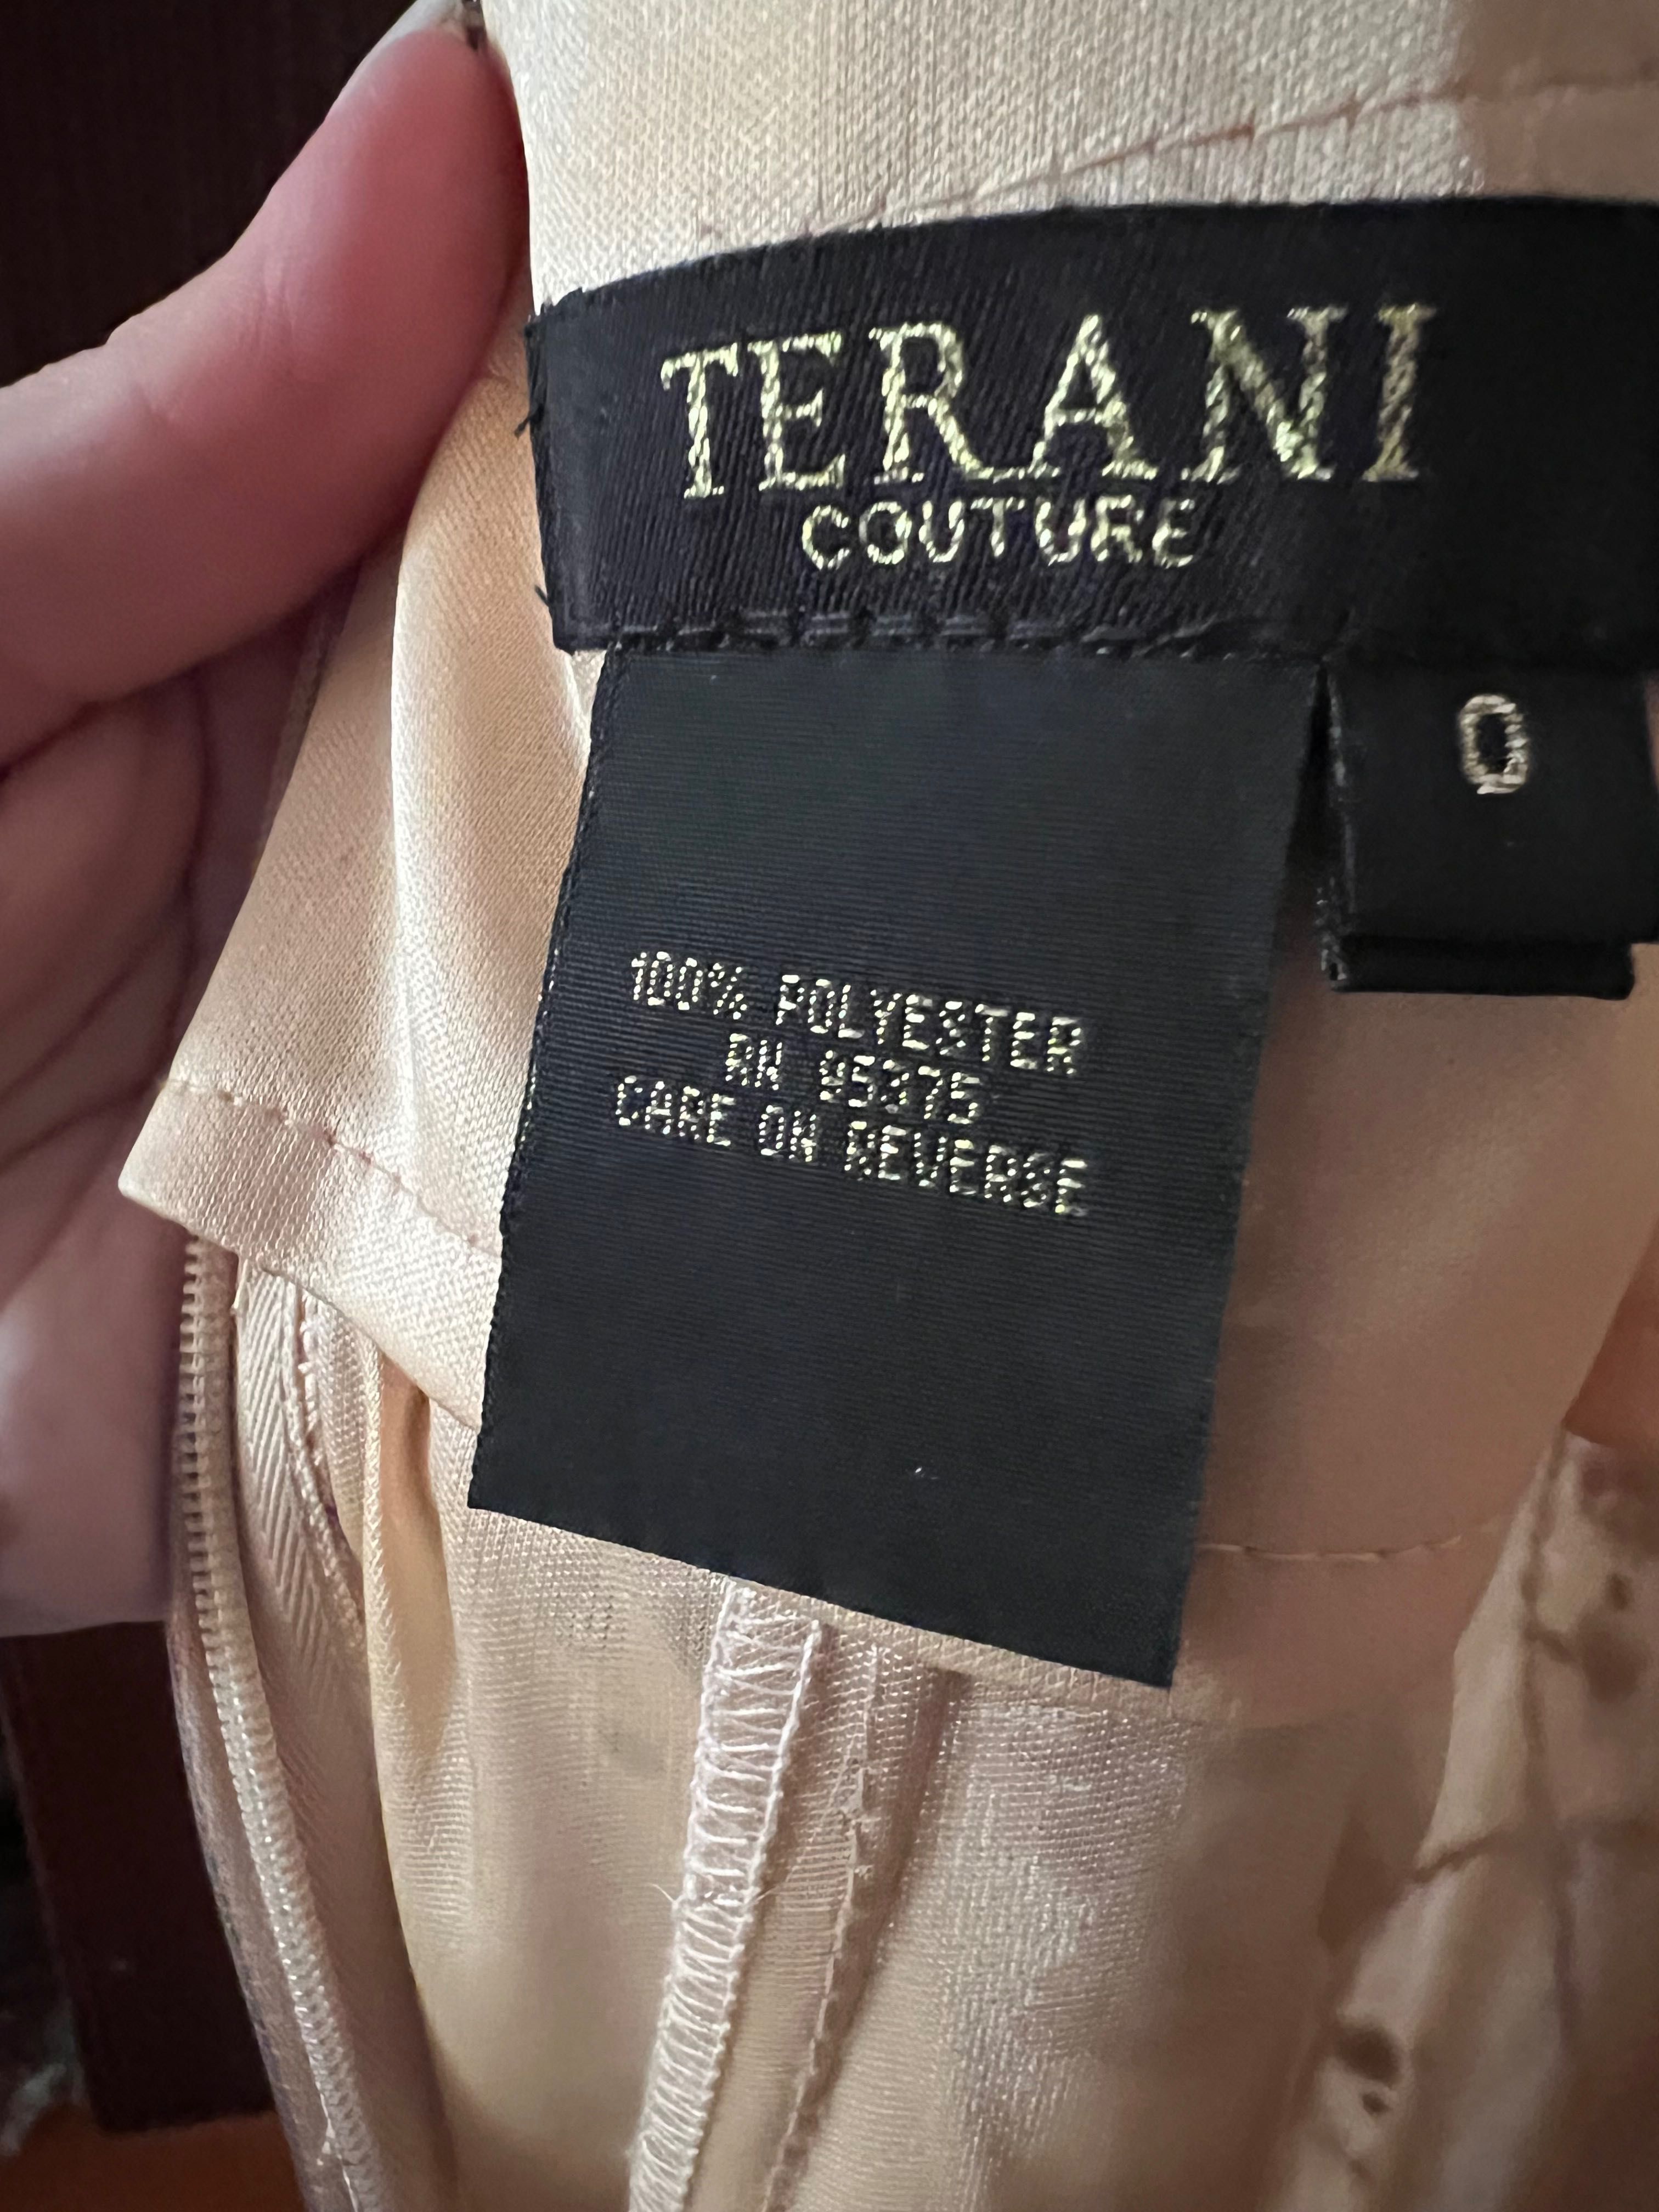 TERANI
COUTURE
0
100% POLYESTER
RN 95375
CARE ON REVERSE